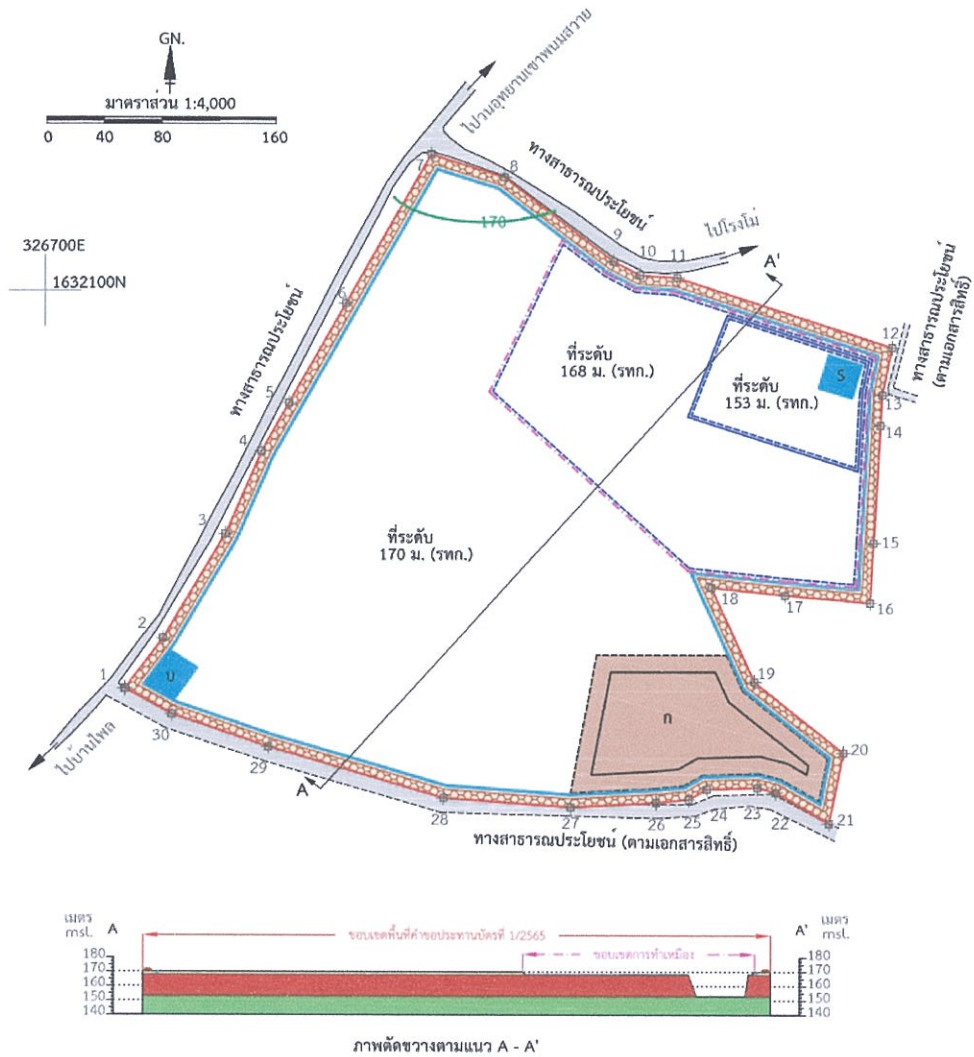 GN.
มาตราส่วน 1:4,000
0 40 80 160
326700E
1632100N
ไปวนอุทยานเขาพนมสวาย
ทางสาธารณประโยชน์
ไปโรงโม่
ทางสาธารณประโยชน์
(ตามเอกสารสิทธิ์)
ทางสาธารณประโยชน์
170
A'
ที่ระดับ
168 ม. (รทก.)
ที่ระดับ
153 ม. (รทก.)
S
ที่ระดับ
170 ม. (รทก.)
บ
ก
A
ไปบ้านไพล
ทางสาธารณประโยชน์ (ตามเอกสารสิทธิ์)
1
2
3
4
5
6
7
8
9
10
11
12
13
14
15
16
17
18
19
20
21
22
23
24
25
26
27
28
29
30
เมตร
msl.
A
ขอบเขตพื้นที่คำขอประทานบัตรที่ 1/2565
ขอบเขตการทำเหมือง
A'
เมตร
msl.
180
170
160
150
140
180
170
160
150
140
ภาพตัดขวางตามแนว A - A'